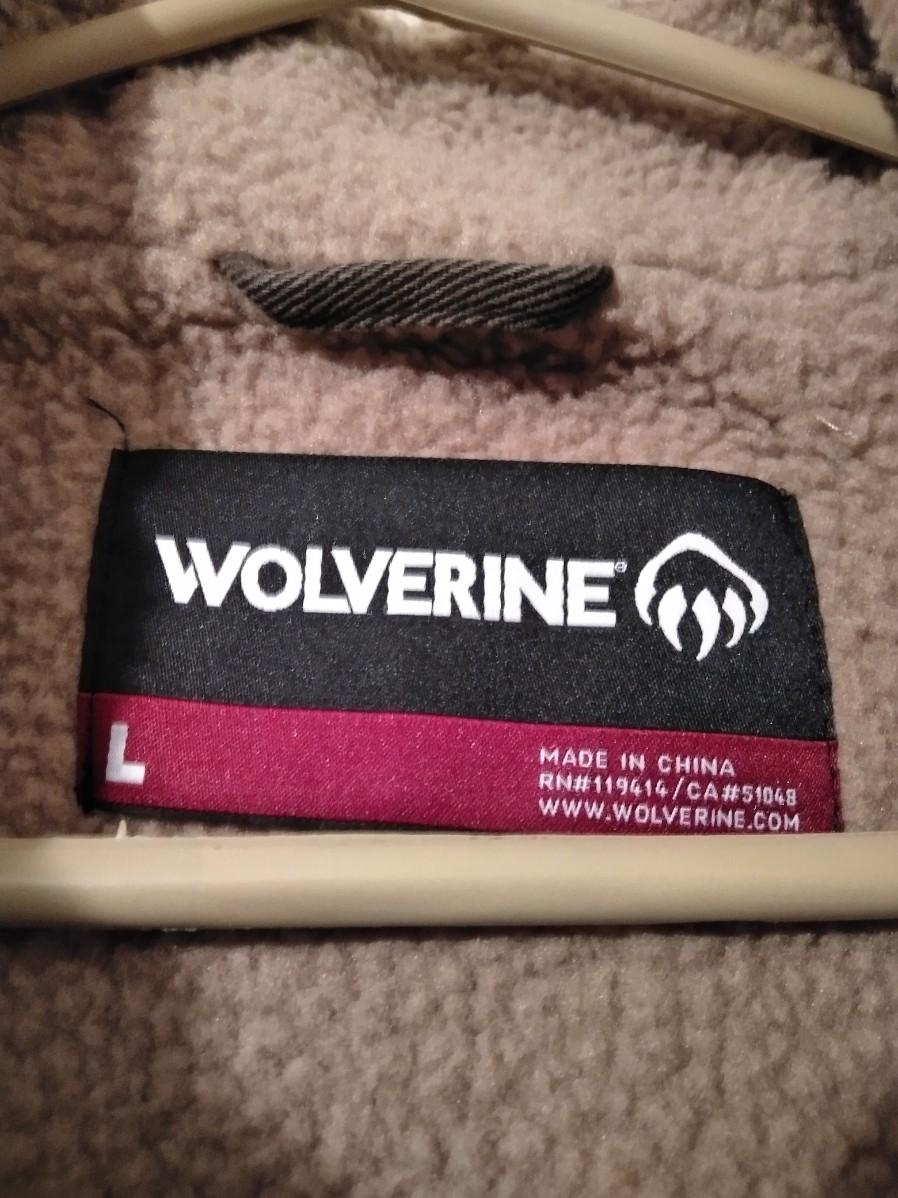 WOLVERINE®
L
MADE IN CHINA
RN#119414/CA#51048
WWW.WOLVERINE.COM